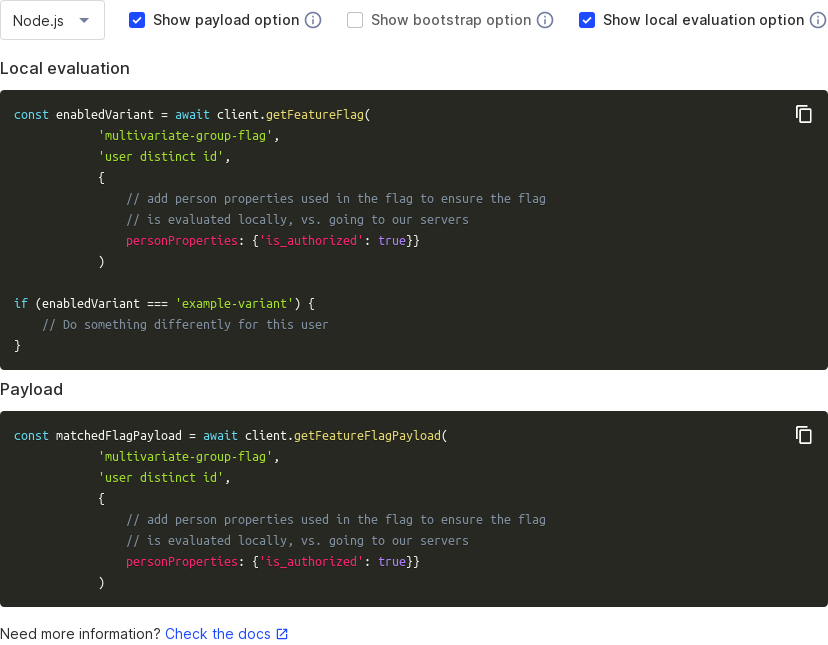 Node.js Show payload option Show bootstrap option Show local evaluation option
Local evaluation
const enabledVariant = await client.getFeatureFlag(
            'multivariate-group-flag',
            'user distinct id',
            {
                // add person properties used in the flag to ensure the flag
                // is evaluated locally, vs. going to our servers
                personProperties: {'is_authorized': true}}
            )
if (enabledVariant === 'example-variant') {
    // Do something differently for this user
}
Payload
const matchedFlagPayload = await client.getFeatureFlagPayload(
            'multivariate-group-flag',
            'user distinct id',
            {
                // add person properties used in the flag to ensure the flag
                // is evaluated locally, vs. going to our servers
                personProperties: {'is_authorized': true}}
            )
Need more information? Check the docs